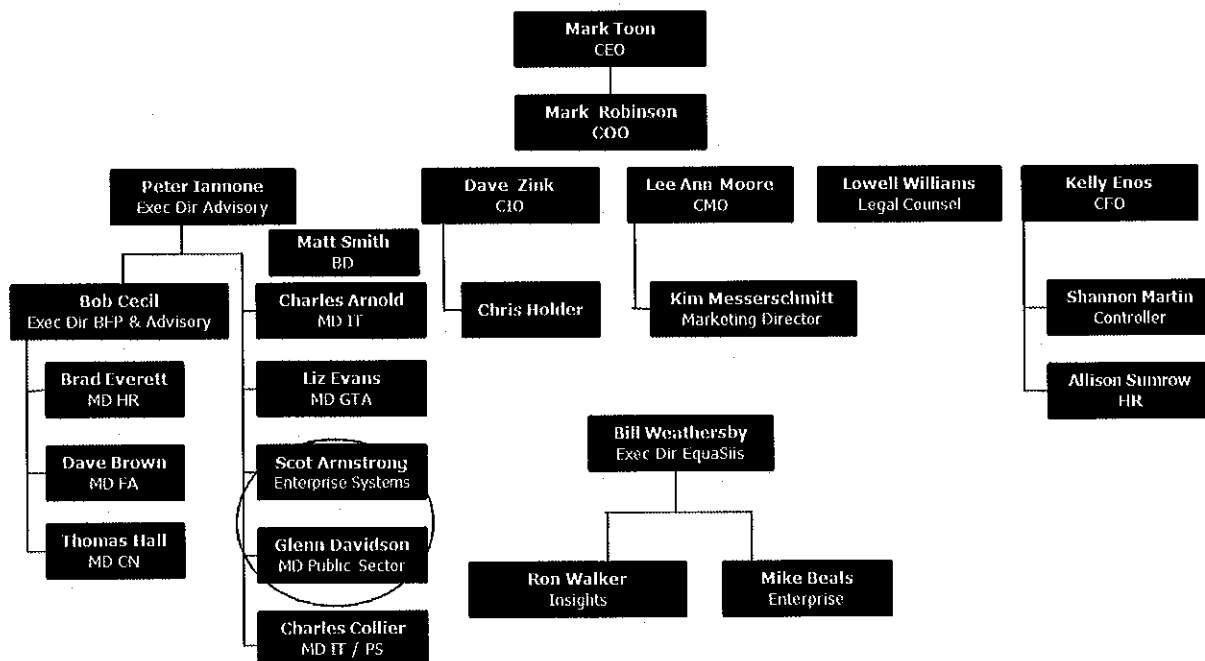 Mark Toon
CEO
Mark Robinson
COO
Peter Iannone
Exec Dir Advisory
Dave Zink
CIO
Lee Ann Moore
CMO
Lowell Williams
Legal Counsel
Kelly Enos
CFO
Matt Smith
BD
Bob Cecil
Exec Dir BFP & Advisory
Charles Arnold
MD IT
Chris Holder
Kim Messerschmitt
Marketing Director
Shannon Martin
Controller
Brad Everett
MD HR
Liz Evans
MD GTA
Allison Sumrow
HR
Bill Weathersby
Exec Dir EquaSiis
Dave Brown
MD FA
Scot Armstrong
Enterprise Systems
Thomas Hall
MD CN
Glenn Davidson
MD Public Sector
Ron Walker
Insights
Mike Beals
Enterprise
Charles Collier
MD IT / PS